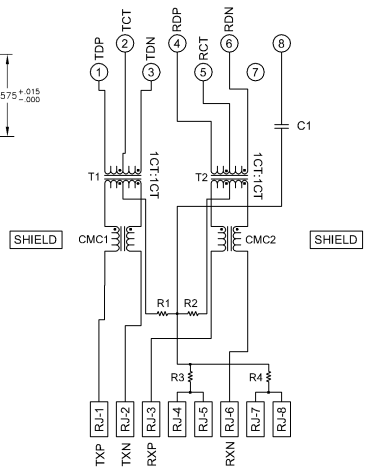 TDP
TCT
TDN
RDP
RCT
RDN
1
2
3
4
5
6
7
8
.575 +.015 -.000
C1
T1
1CT:1CT
T2
1CT:1CT
SHIELD
CMC1
CMC2
SHIELD
R1
R2
R3
R4
RJ-1
RJ-2
RJ-3
RJ-4
RJ-5
RJ-6
RJ-7
RJ-8
TXP
TXN
RXP
RXN